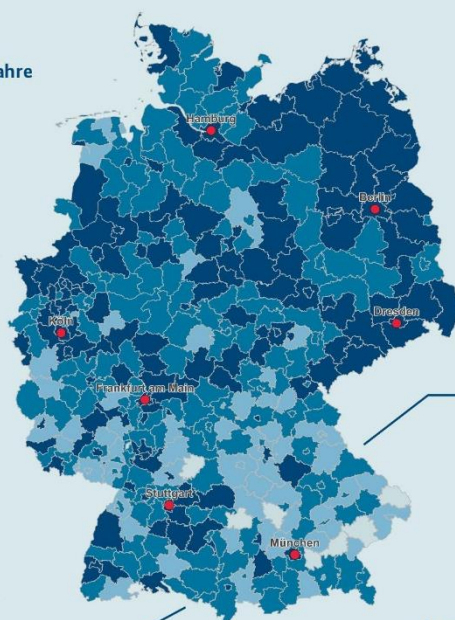 ahre
Hamburg
Berlin
Köln
Dresden
Frankfurt am Main
Stuttgart
München